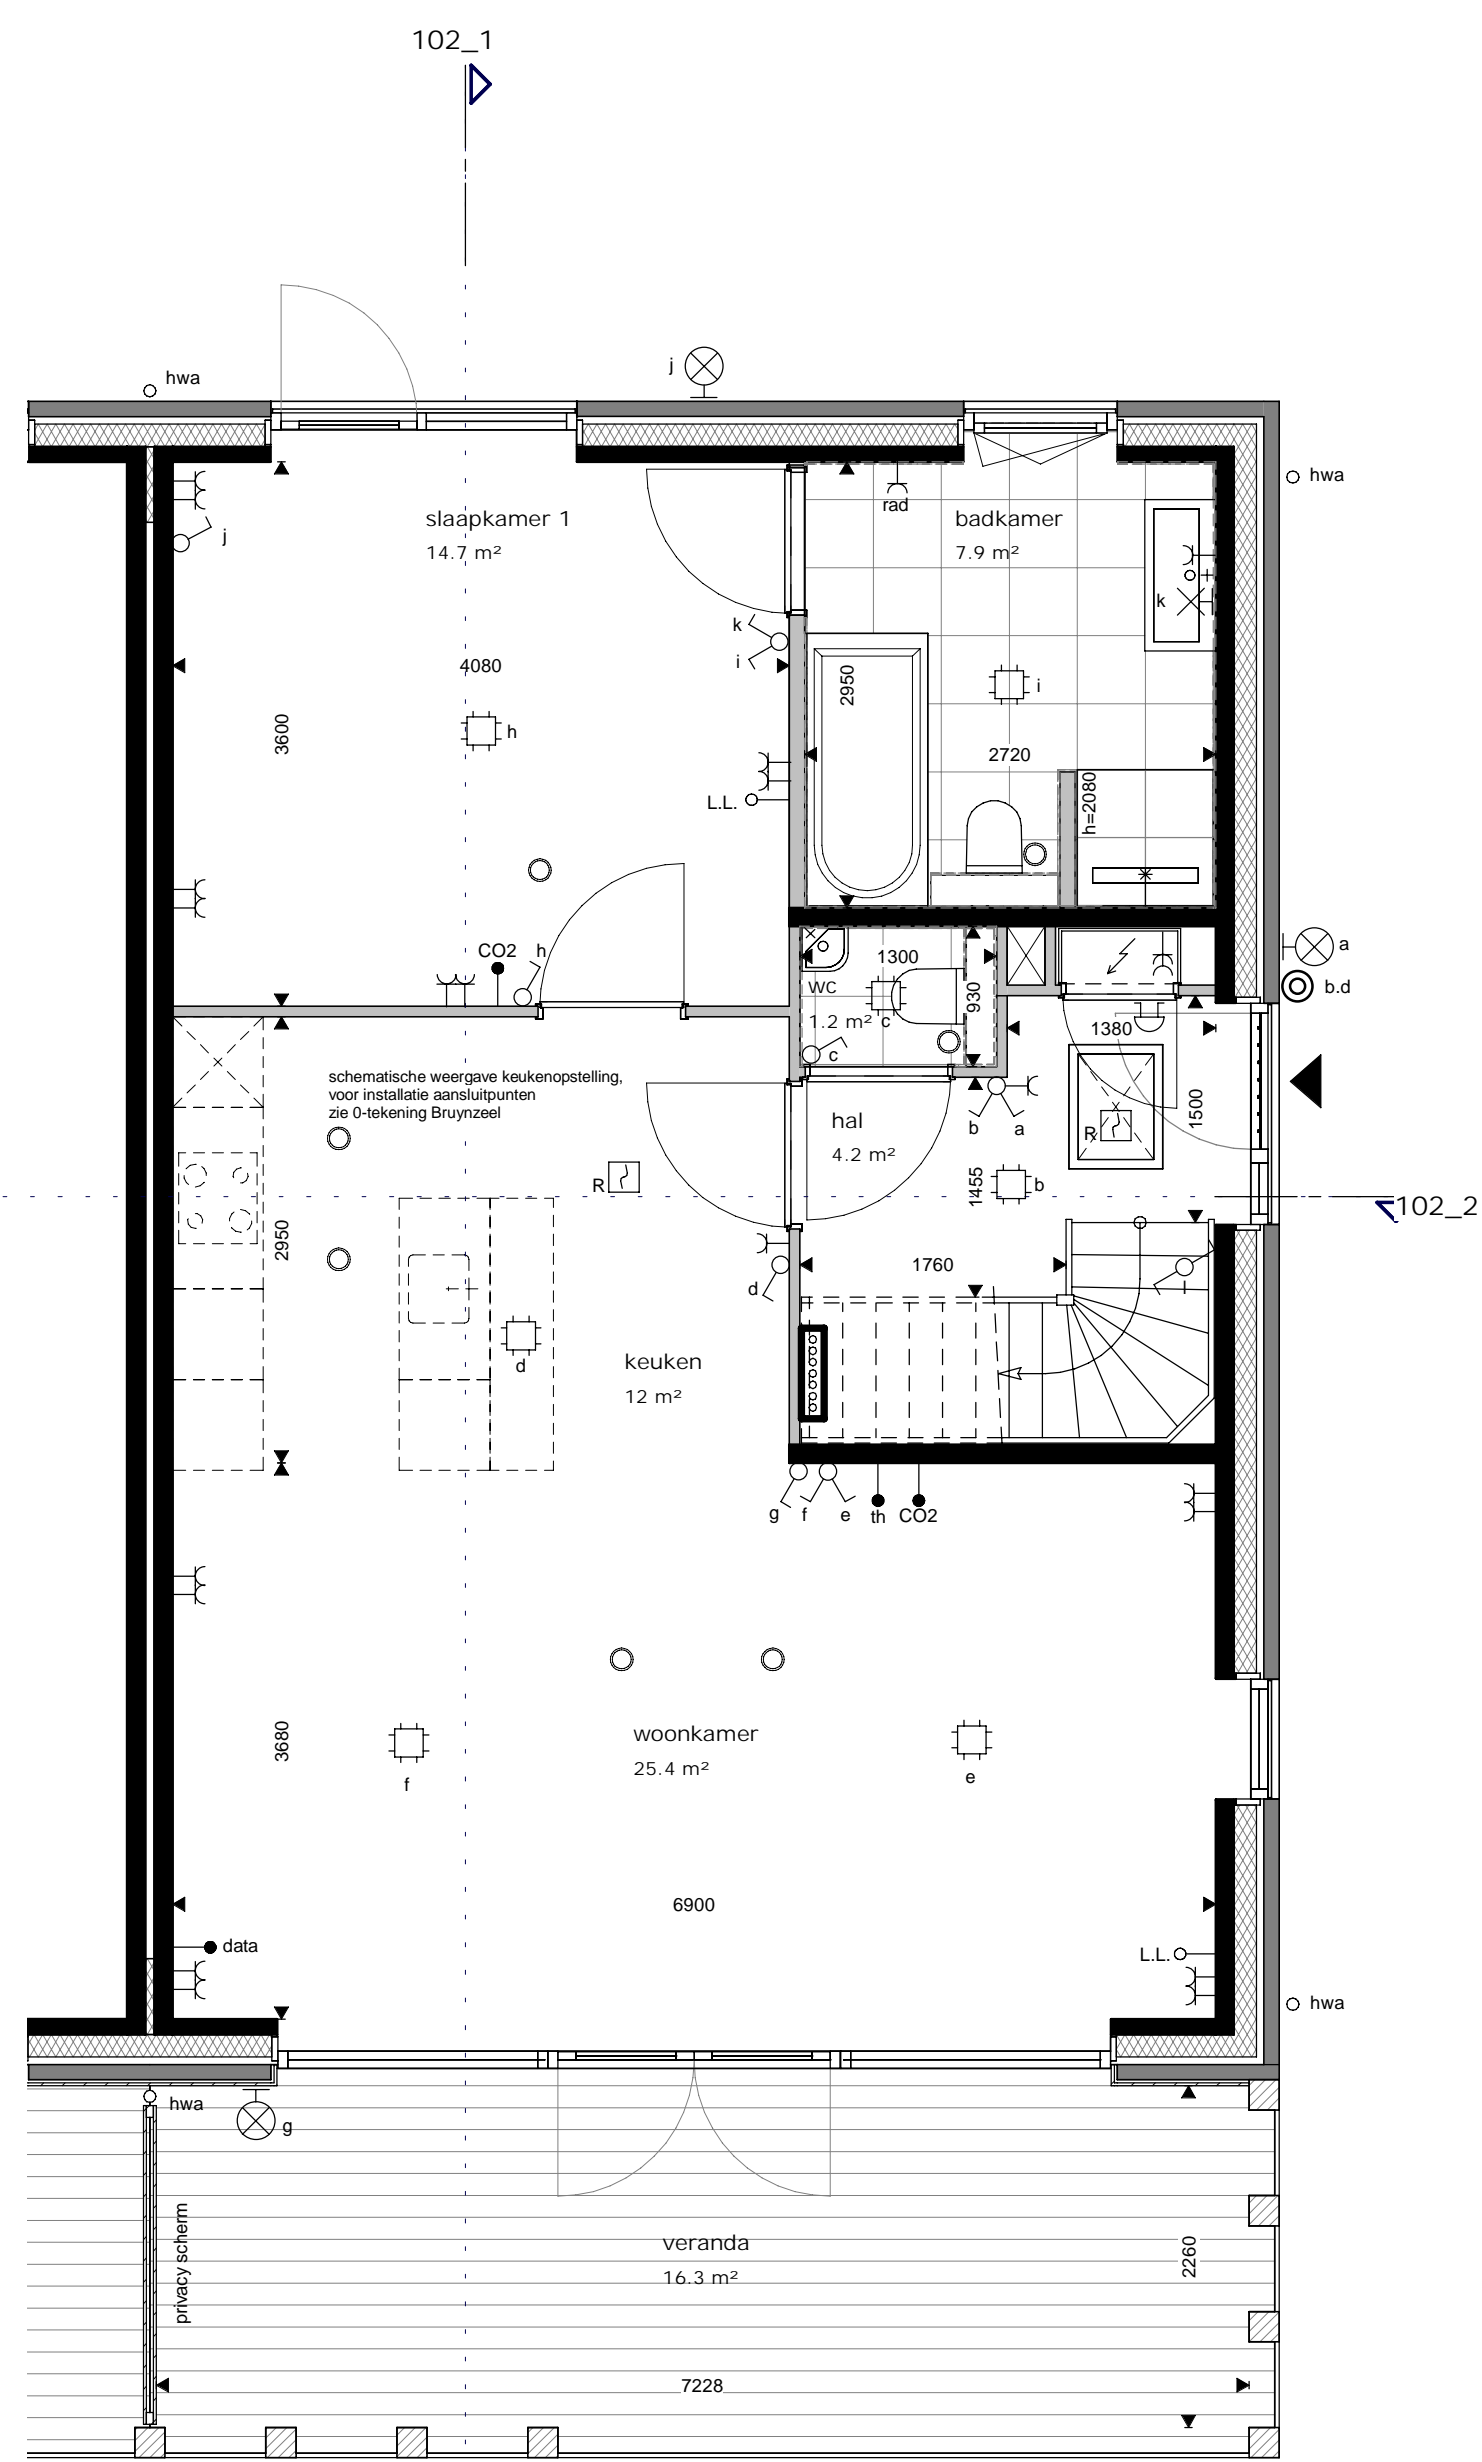 102_1
j
hwa
hwa
slaapkamer 1
14.7 m²
rad
badkamer
7.9 m²
j
k
k
i
4080
2950
i
3600
h
2720
L.L.
h=2080
CO2
h
1300
wc
930
a
b.d
1.2 m²
c
c
1380
schematische weergave keukenopstelling,
voor installatie aansluitpunten
zie 0-tekening Bruynzeel
hal
4.2 m²
b
a
R
1500
R
1455
b
102_2
2950
1760
d
l
d
keuken
12 m²
g
f
e
th
CO2
3680
woonkamer
25.4 m²
f
e
6900
data
L.L.
hwa
hwa
g
privacy scherm
veranda
16.3 m²
2260
7228